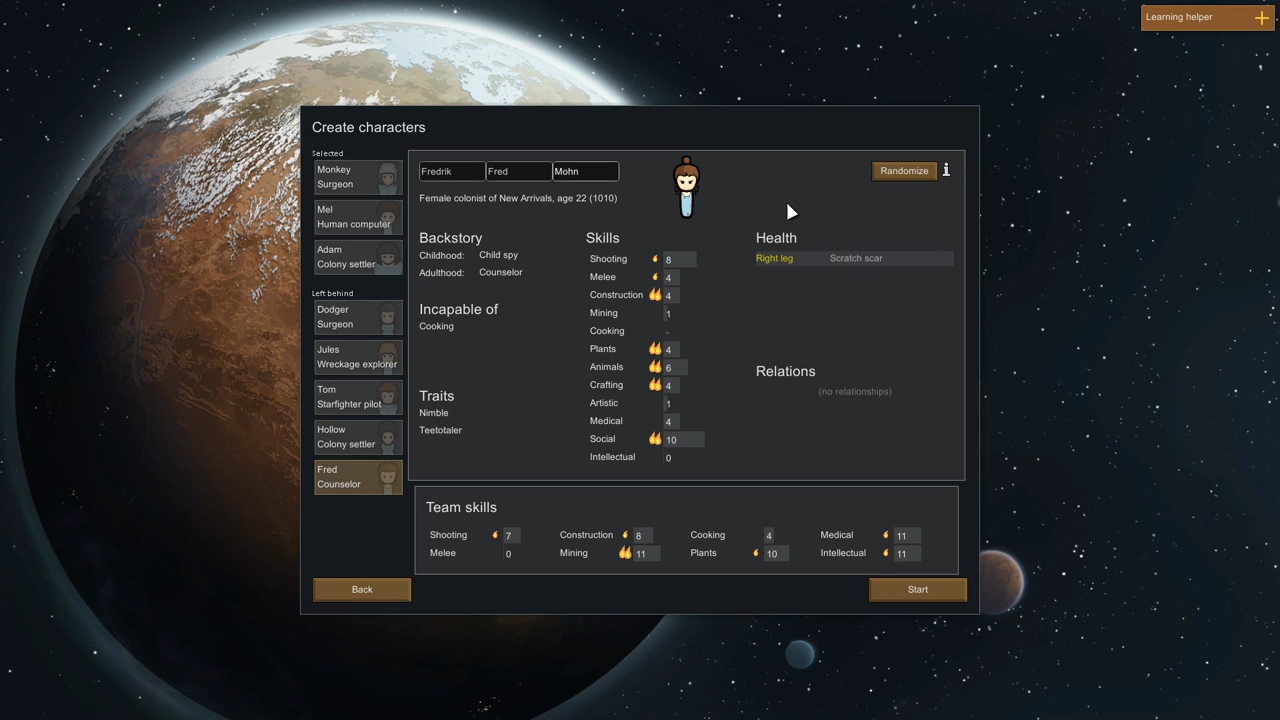 Learning helper
Create characters
Selected
Monkey
Surgeon
Mel
Human computer
Adam
Colony settler
Left behind
Dodger
Surgeon
Jules
Wreckage explorer
Tom
Starfighter pilot
Hollow
Colony settler
Fred
Counselor
Fredrik Fred Mohn
Randomize
Female colonist of New Arrivals, age 22 (1010)
Backstory
Childhood: Child spy
Adulthood: Counselor
Incapable of
Cooking
Traits
Nimble
Teetotaler
Skills
Shooting 8
Melee 4
Construction 4
Mining 1
Cooking -
Plants 4
Animals 6
Crafting 4
Artistic 1
Medical 4
Social 10
Intellectual 0
Health
Right leg Scratch scar
Relations
(no relationships)
Team skills
Shooting 7 Construction 8 Cooking 4 Medical 11
Melee 0 Mining 11 Plants 10 Intellectual 11
Back
Start